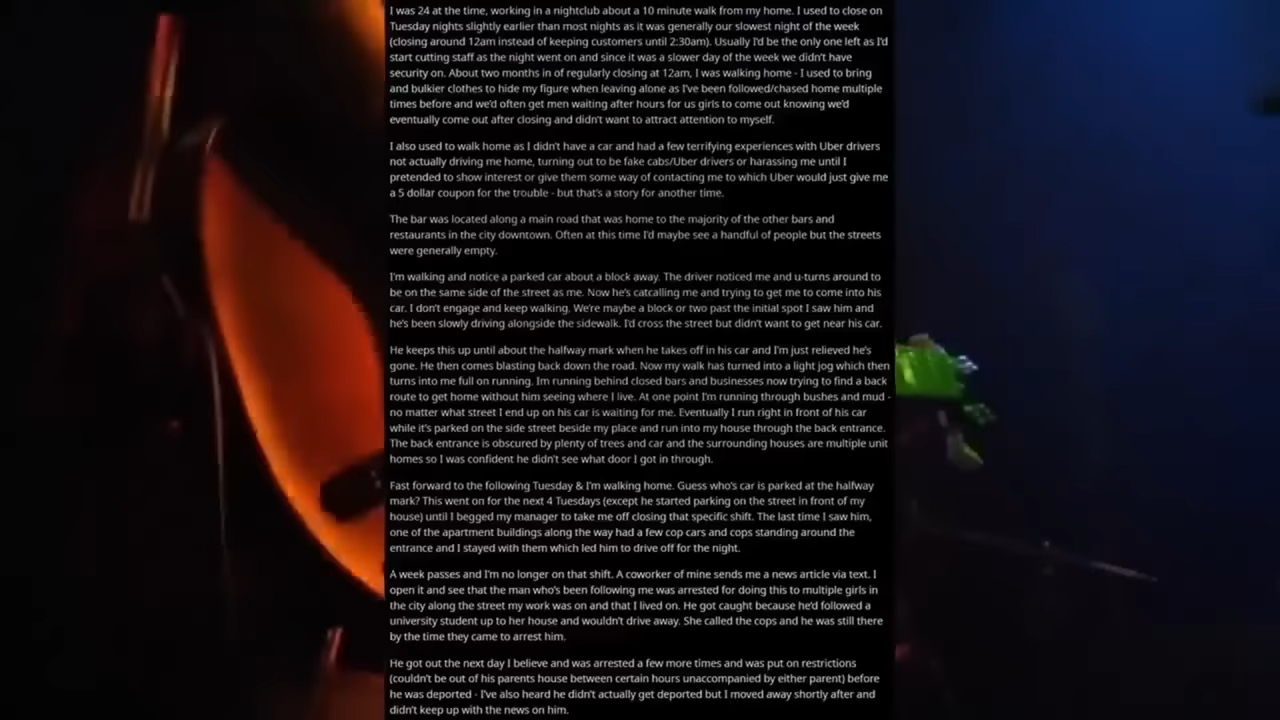 I was 24 at the time, working in a nightclub about a 10 minute walk from my home. I used to close on
Tuesday nights slightly earlier than most nights as it was generally our slowest night of the week
(closing around 12am instead of keeping customers until 2:30am). Usually I'd be the only one left as I'd
start cutting staff as the night went on and since it was a slower day of the week we didn't have
security on. About two months in of regularly closing at 12am, I was walking home - I used to bring
and bulkier clothes to hide my figure when leaving alone as I've been followed/chased home multiple
times before and we'd often get men waiting after hours for us girls to come out knowing we'd
eventually come out after closing and didn't want to attract attention to myself.
I also used to walk home as I didn't have a car and had a few terrifying experiences with Uber drivers
not actually driving me home, turning out to be fake cabs/Uber drivers or harassing me until I
pretended to show interest or give them some way of contacting me to which Uber would just give me
a 5 dollar coupon for the trouble - but that's a story for another time.
The bar was located along a main road that was home to the majority of the other bars and
restaurants in the city downtown. Often at this time I'd maybe see a handful of people but the streets
were generally empty.
I'm walking and notice a parked car about a block away. The driver noticed me and u-turns around to
be on the same side of the street as me. Now he's catcalling me and trying to get me to come into his
car. I don't engage and keep walking. We're maybe a block or two past the initial spot I saw him and
he's been slowly driving alongside the sidewalk. I'd cross the street but didn't want to get near his car.
He keeps this up until about the halfway mark when he takes off in his car and I'm just relieved he's
gone. He then comes blasting back down the road. Now my walk has turned into a light jog which then
turns into me full on running. Im running behind closed bars and businesses now trying to find a back
route to get home without him seeing where I live. At one point I'm running through bushes and mud -
no matter what street I end up on his car is waiting for me. Eventually I run right in front of his car
while it's parked on the side street beside my place and run into my house through the back entrance.
The back entrance is obscured by plenty of trees and car and the surrounding houses are multiple unit
homes so I was confident he didn't see what door I got in through.
Fast forward to the following Tuesday & I'm walking home. Guess who's car is parked at the halfway
mark? This went on for the next 4 Tuesdays (except he started parking on the street in front of my
house) until I begged my manager to take me off closing that specific shift. The last time I saw him,
one of the apartment buildings along the way had a few cop cars and cops standing around the
entrance and I stayed with them which led him to drive off for the night.
A week passes and I'm no longer on that shift. A coworker of mine sends me a news article via text. I
open it and see that the man who's been following me was arrested for doing this to multiple girls in
the city along the street my work was on and that I lived on. He got caught because he'd followed a
university student up to her house and wouldn't drive away. She called the cops and he was still there
by the time they came to arrest him.
He got out the next day I believe and was arrested a few more times and was put on restrictions
(couldn't be out of his parents house between certain hours unaccompanied by either parent) before
he was deported - I've also heard he didn't actually get deported but I moved away shortly after and
didn't keep up with the news on him.